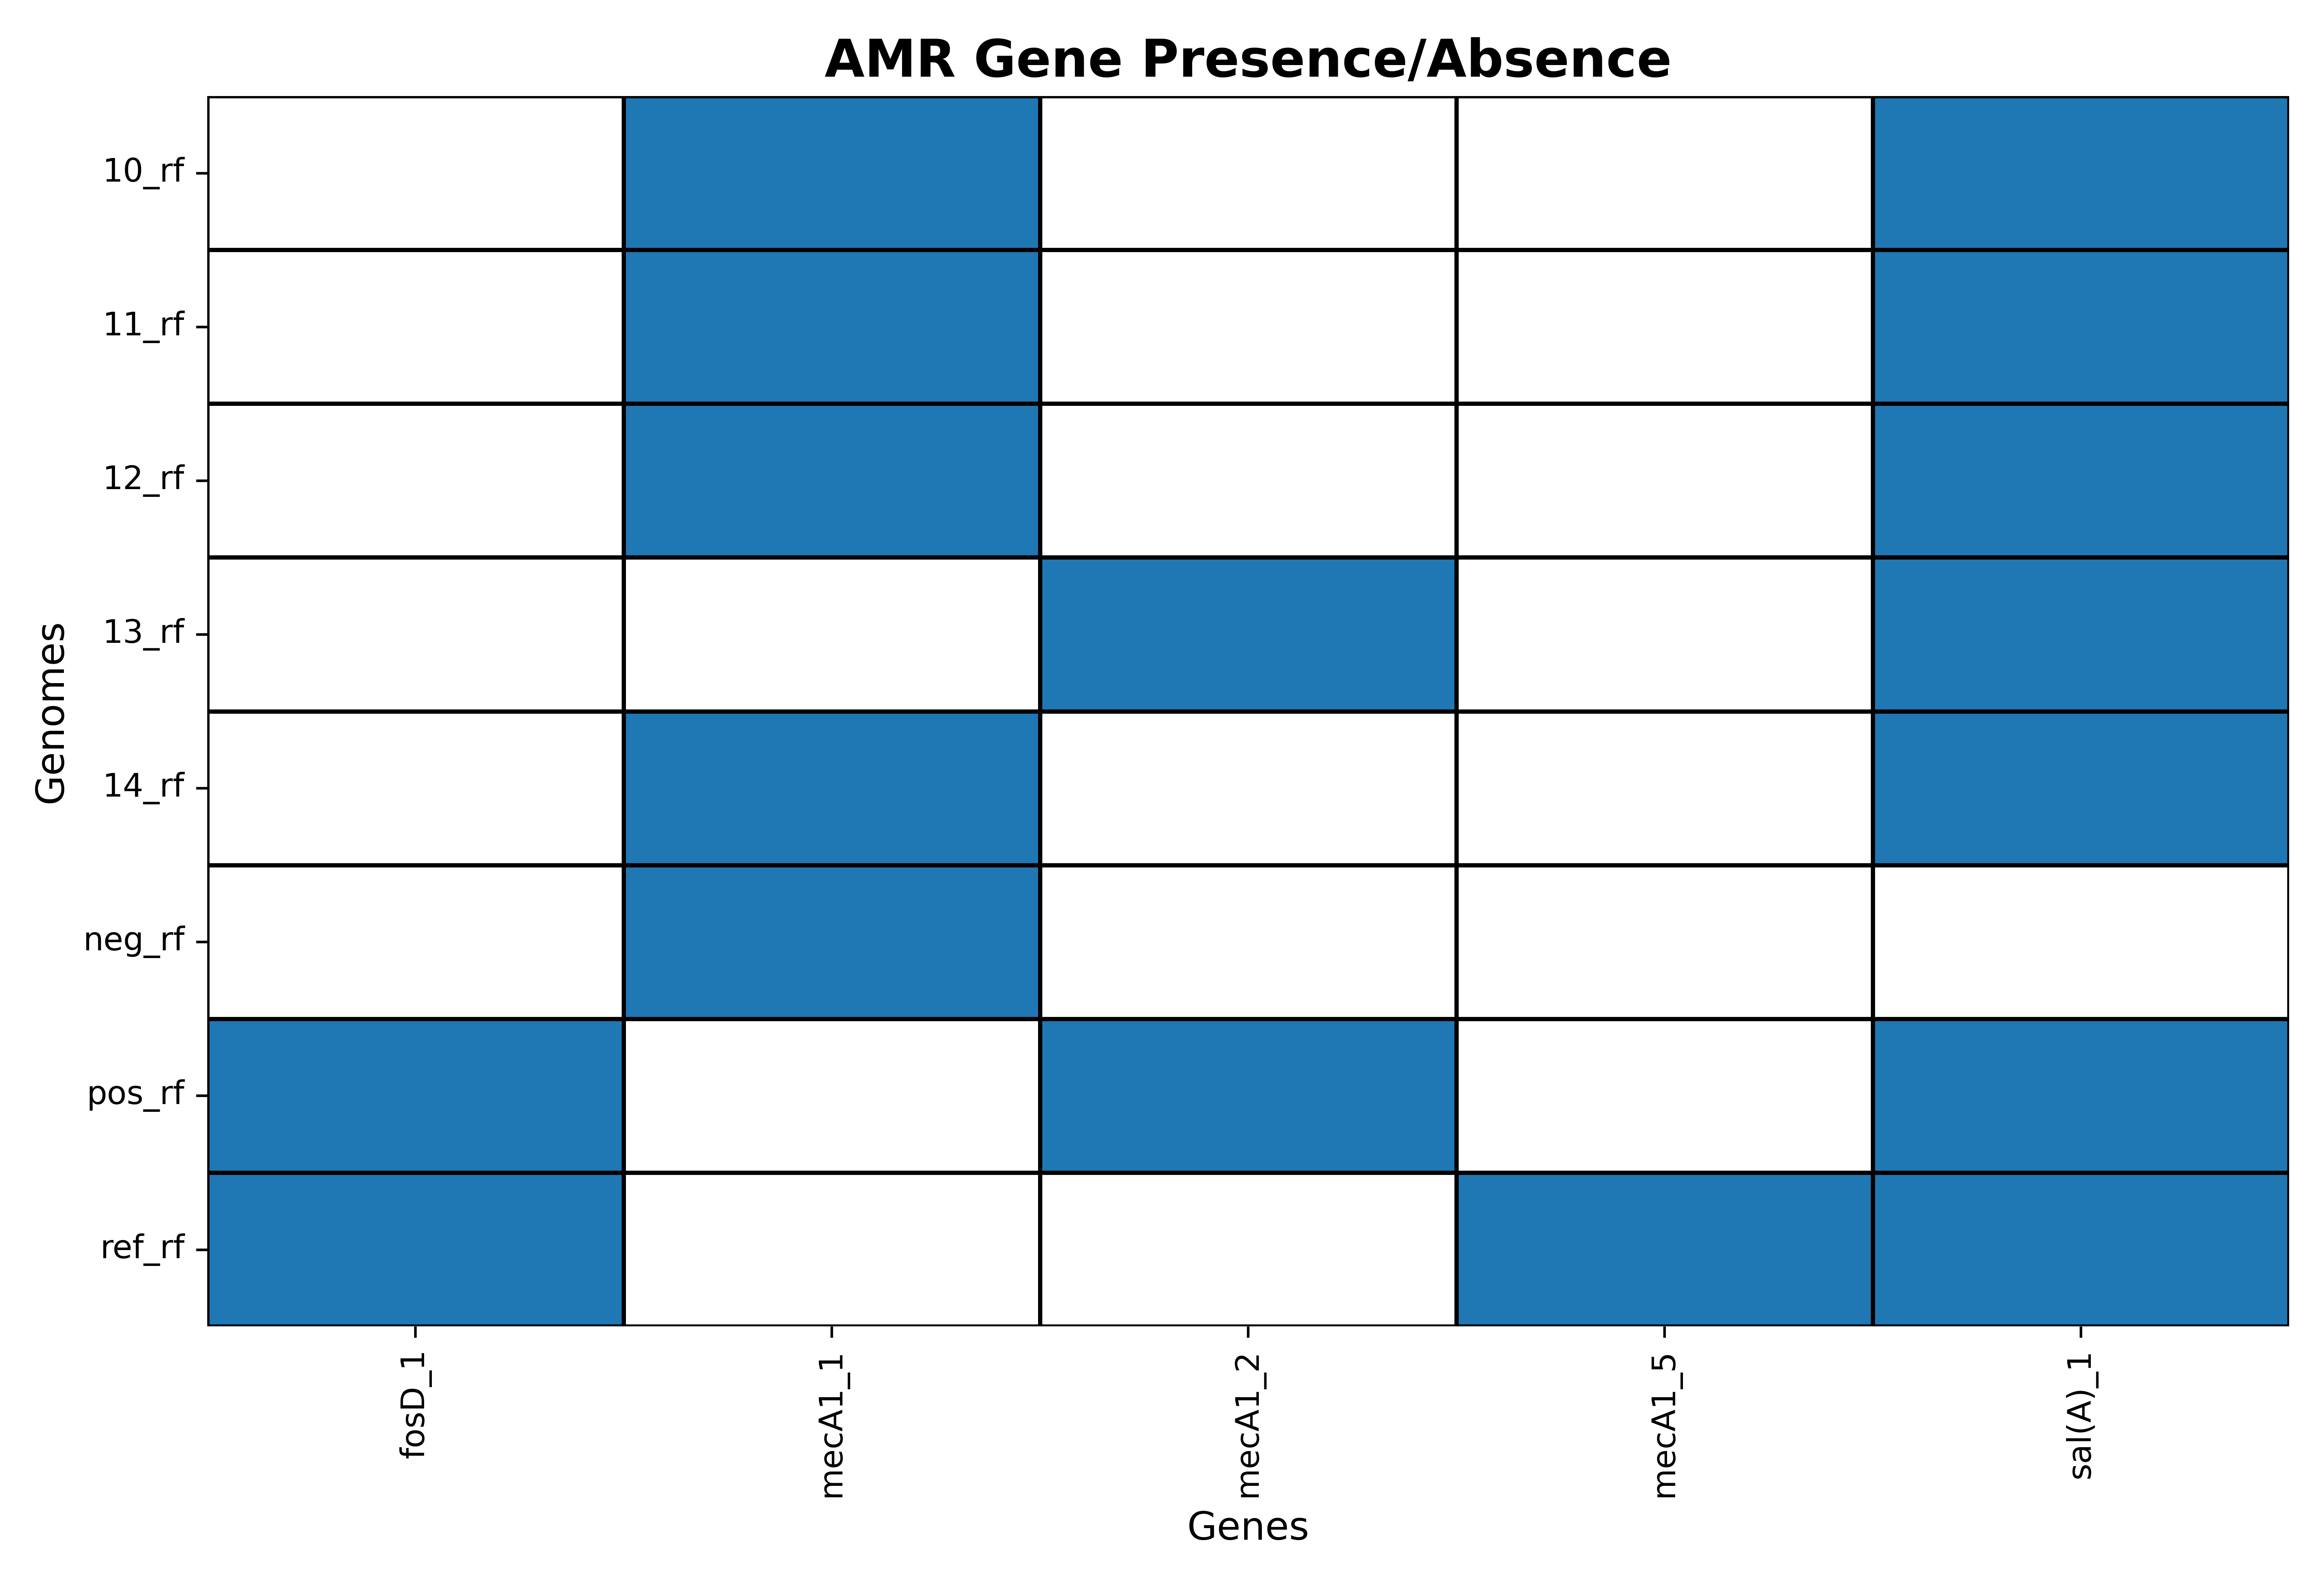 AMR Gene Presence/Absence
Genomes
10_rf
11_rf
12_rf
13_rf
14_rf
neg_rf
pos_rf
ref_rf
fosD_1
mecA1_1
mecA1_2
mecA1_5
sal(A)_1
Genes